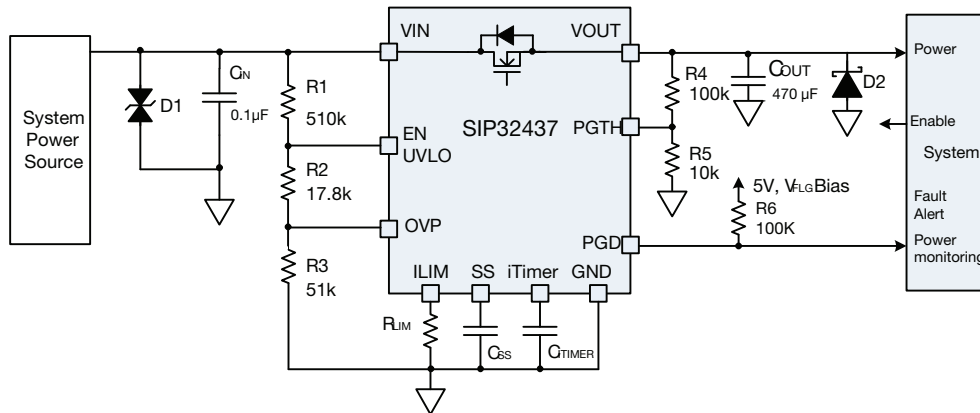 System
Power
Source
D1
CIN
0.1µF
R1
510k
R2
17.8k
R3
51k
VIN
VOUT
SIP32437
EN
UVLO
OVP
PGTH
PGD
ILIM
SS
iTimer
GND
RLIM
CSS
CTIMER
R4
100k
R5
10k
COUT
470 µF
D2
5V, VFLG Bias
R6
100K
Power
Enable
System
Fault
Alert
Power
monitoring